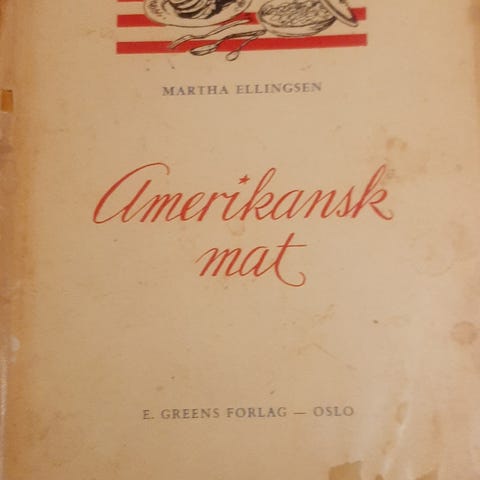 MARTHA ELLINGSEN
Amerikansk
mat
E. GREENS FORLAG — OSLO